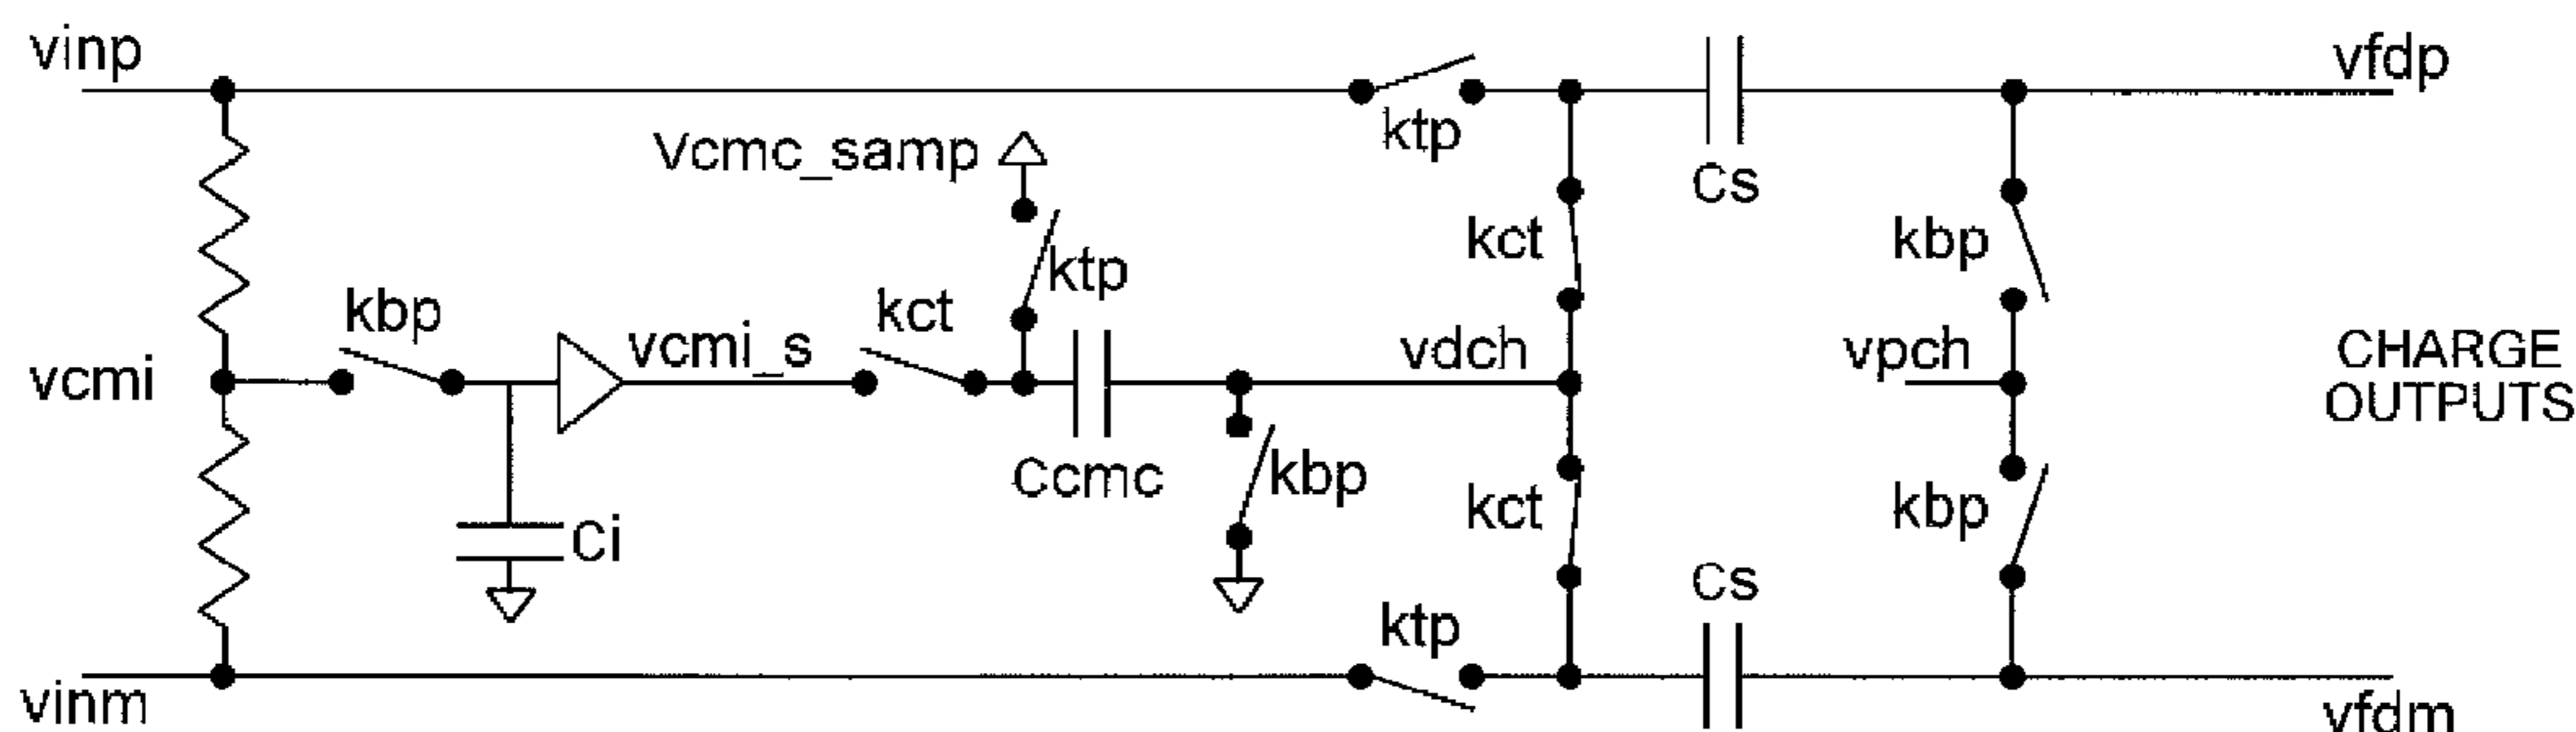 vinp
vfdp
Vcmc_samp
ktp
Cs
ktp
kct
kbp
kbp
kct
vcmi_s
vdch
vpch
CHARGE
OUTPUTS
vcmi
Ccmc
kbp
kct
kbp
Ci
Cs
ktp
vinm
vfdm